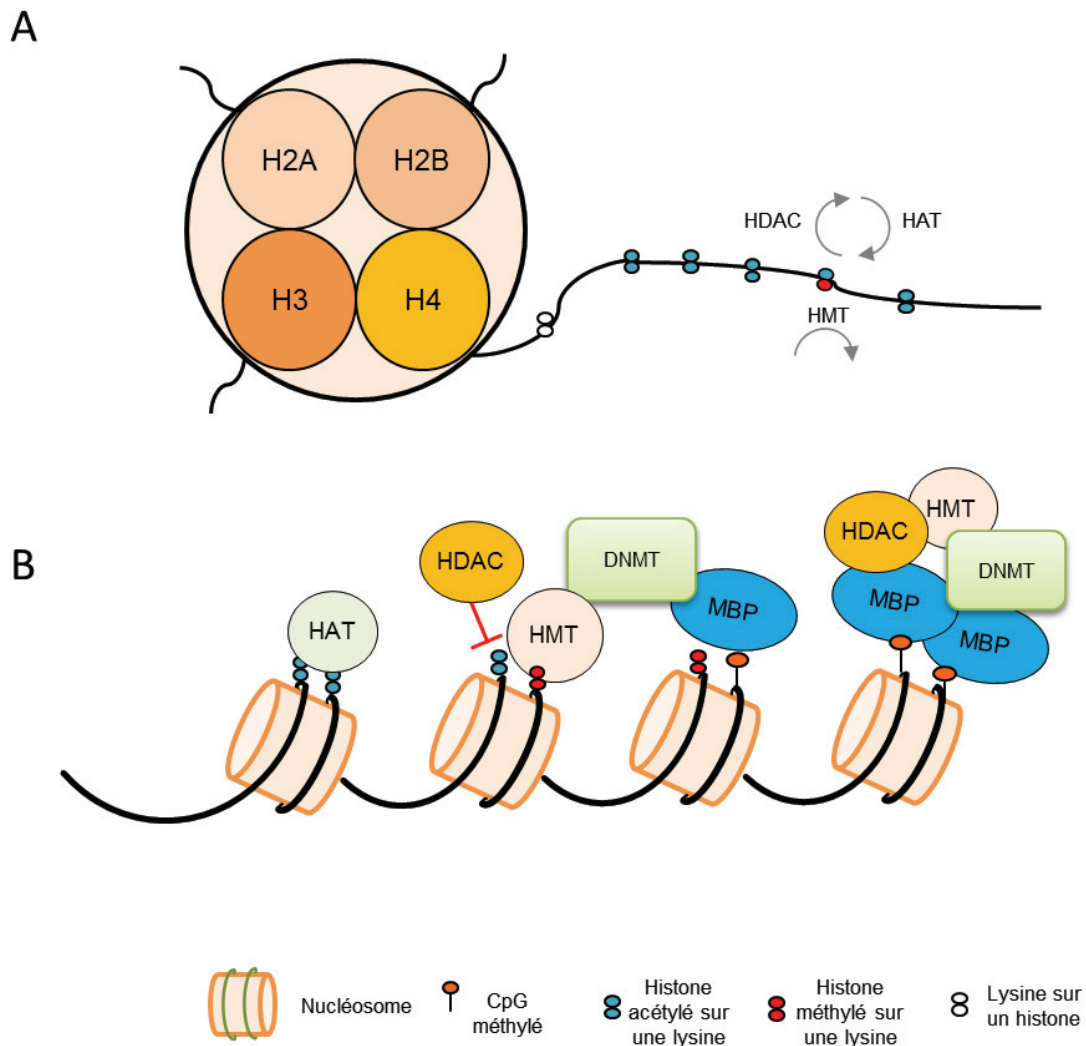 A
H2A
H2B
H3
H4
HDAC
HAT
HMT
B
HAT
HDAC
HMT
DNMT
MBP
HDAC
HMT
DNMT
MBP
MBP
Nucléosome
CpG
méthylé
Histone
acétylé sur
une lysine
Histone
méthylé sur
une lysine
Lysine sur
un histone